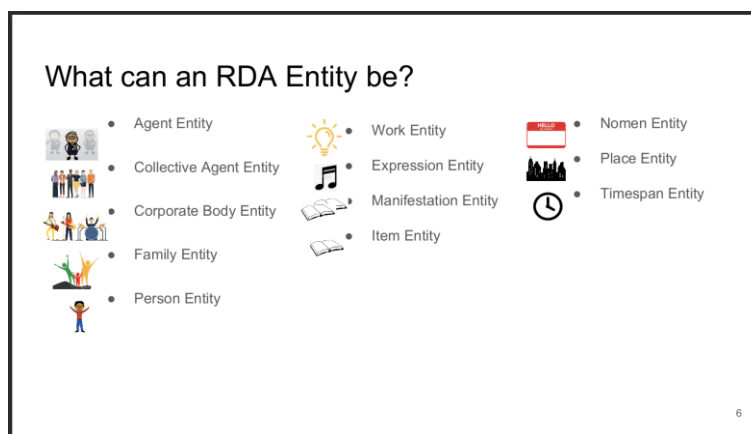 What can an RDA Entity be?
Agent Entity
Collective Agent Entity
Corporate Body Entity
Family Entity
Person Entity
Work Entity
Expression Entity
Manifestation Entity
Item Entity
HELLO
Nomen Entity
Place Entity
Timespan Entity
6